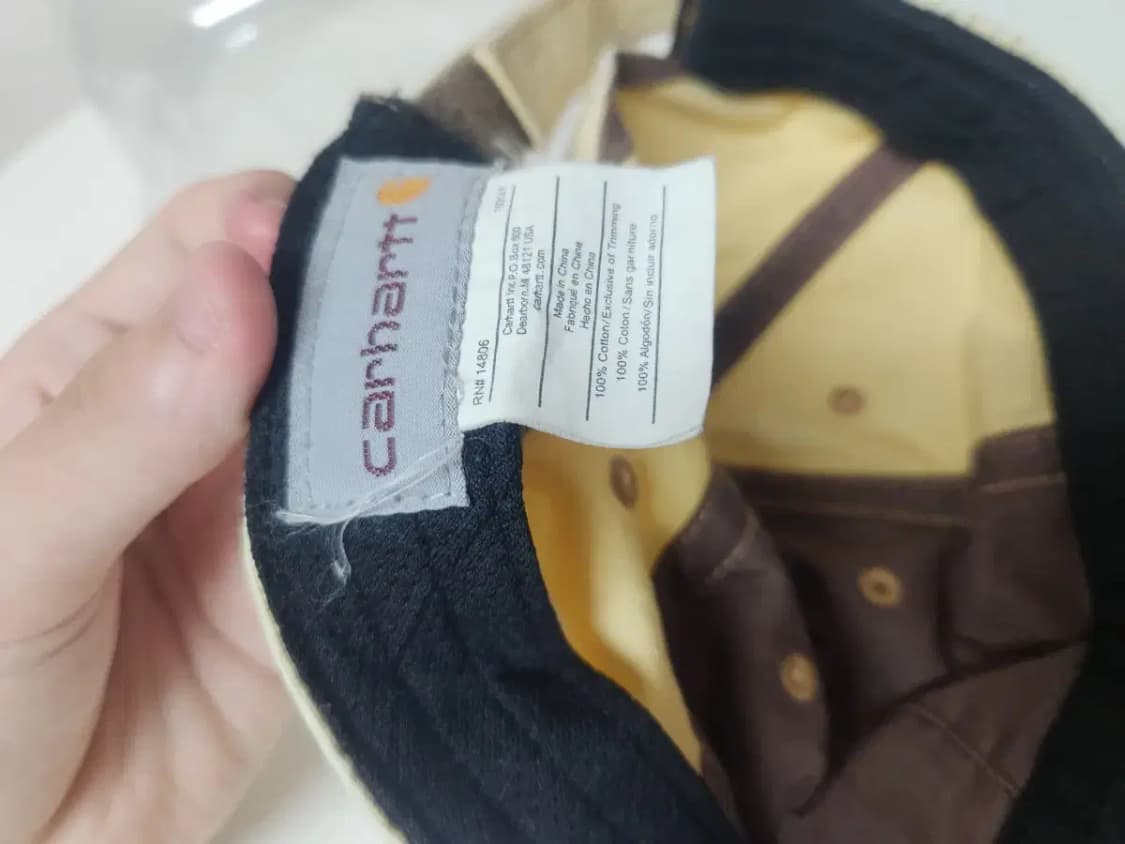 carhartt
RN# 14806
Carhartt Inc P.O. Box 600
Dearborn, MI 48121 USA
carhartt.com
Made in China
Fabriqué en Chine
Hecho en China
100% Cotton/Exclusive of Trimming
100% Coton/Sans garniture
100% Algodón/Sin incluir adorno